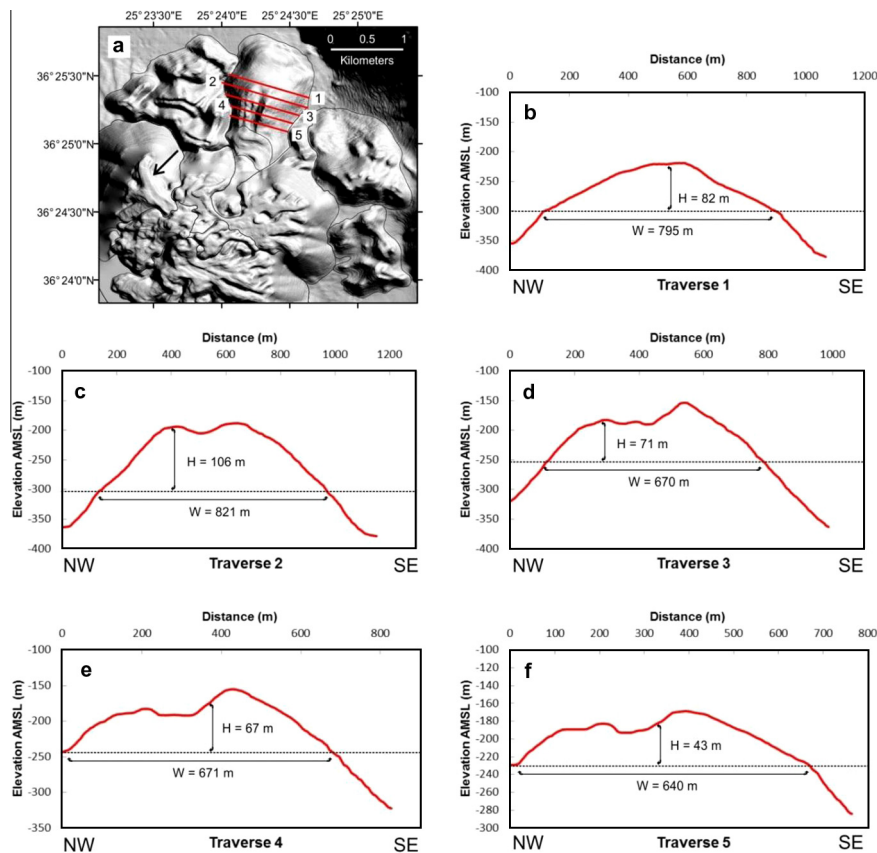 25°23'30"E 25°24'0"E 25°24'30"E 25°25'0"E
a
0 0.5 1
Kilometers
36°25'30"N
36°25'0"N
36°24'30"N
36°24'0"N
2
1
4
3
5
Distance (m)
0 200 400 600 800 1000 1200
Elevation AMSL (m)
-100
-150
-200
-250
-300
-350
-400
b
H = 82 m
W = 795 m
NW Traverse 1 SE
Distance (m)
0 200 400 600 800 1000 1200
Elevation AMSL (m)
-100
-150
-200
-250
-300
-350
-400
c
H = 106 m
W = 821 m
NW Traverse 2 SE
Distance (m)
0 200 400 600 800 1000
Elevation AMSL (m)
-100
-150
-200
-250
-300
-350
-400
d
H = 71 m
W = 670 m
NW Traverse 3 SE
Distance (m)
0 200 400 600 800
Elevation AMSL (m)
-100
-150
-200
-250
-300
-350
e
H = 67 m
W = 671 m
NW Traverse 4 SE
Distance (m)
0 100 200 300 400 500 600 700 800
Elevation AMSL (m)
-100
-120
-140
-160
-180
-200
-220
-240
-260
-280
-300
f
H = 43 m
W = 640 m
NW Traverse 5 SE